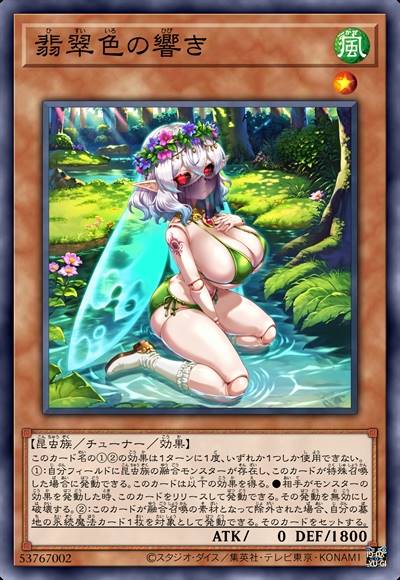 翡翠色の響き
風
【昆虫族/チューナー/効果】
このカード名の①②の効果は1ターンに1度、いずれか1つしか使用できない。
①:自分フィールドに昆虫族の融合モンスターが存在し、このカードが特殊召喚
した場合に発動できる。このカードは以下の効果を得る。●相手がモンスターの
効果を発動した時、このカードをリリースして発動できる。その発動を無効にし
破壊する。②:このカードが融合召喚の素材となって除外された場合、自分の墓
地の永続魔法カード1枚を対象として発動できる。そのカードをセットする。
ATK/ 0 DEF/1800
53767002
©スタジオ・ダイス/集英社・テレビ東京・KONAMI